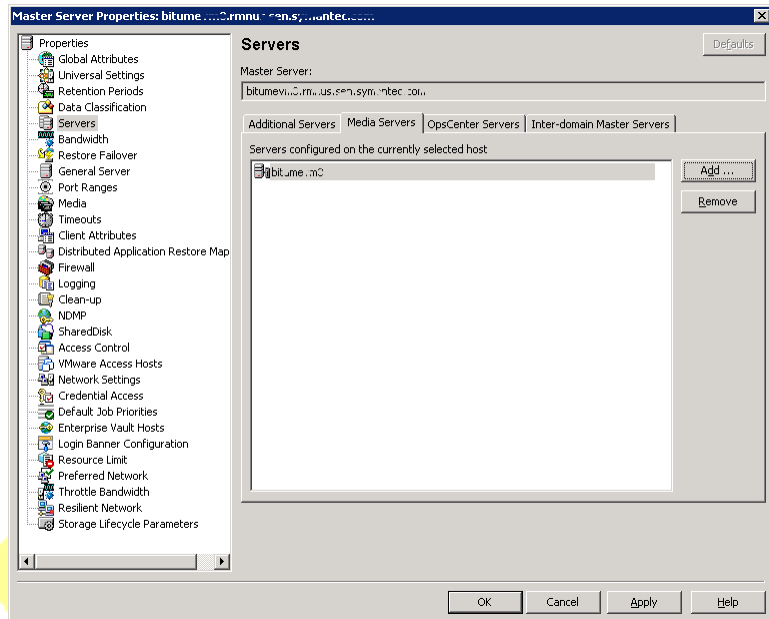 Master Server Properties:
Properties
Global Attributes
Universal Settings
Retention Periods
Data Classification
Servers
Bandwidth
Restore Failover
General Server
Port Ranges
Media
Timeouts
Client Attributes
Distributed Application Restore Map
Firewall
Logging
Clean-up
NDMP
SharedDisk
Access Control
VMware Access Hosts
Network Settings
Credential Access
Default Job Priorities
Enterprise Vault Hosts
Login Banner Configuration
Resource Limit
Preferred Network
Throttle Bandwidth
Resilient Network
Storage Lifecycle Parameters
Servers
Defaults
Master Server:
Additional Servers Media Servers OpsCenter Servers Inter-domain Master Servers
Servers configured on the currently selected host
Add ...
Remove
OK Cancel Apply Help